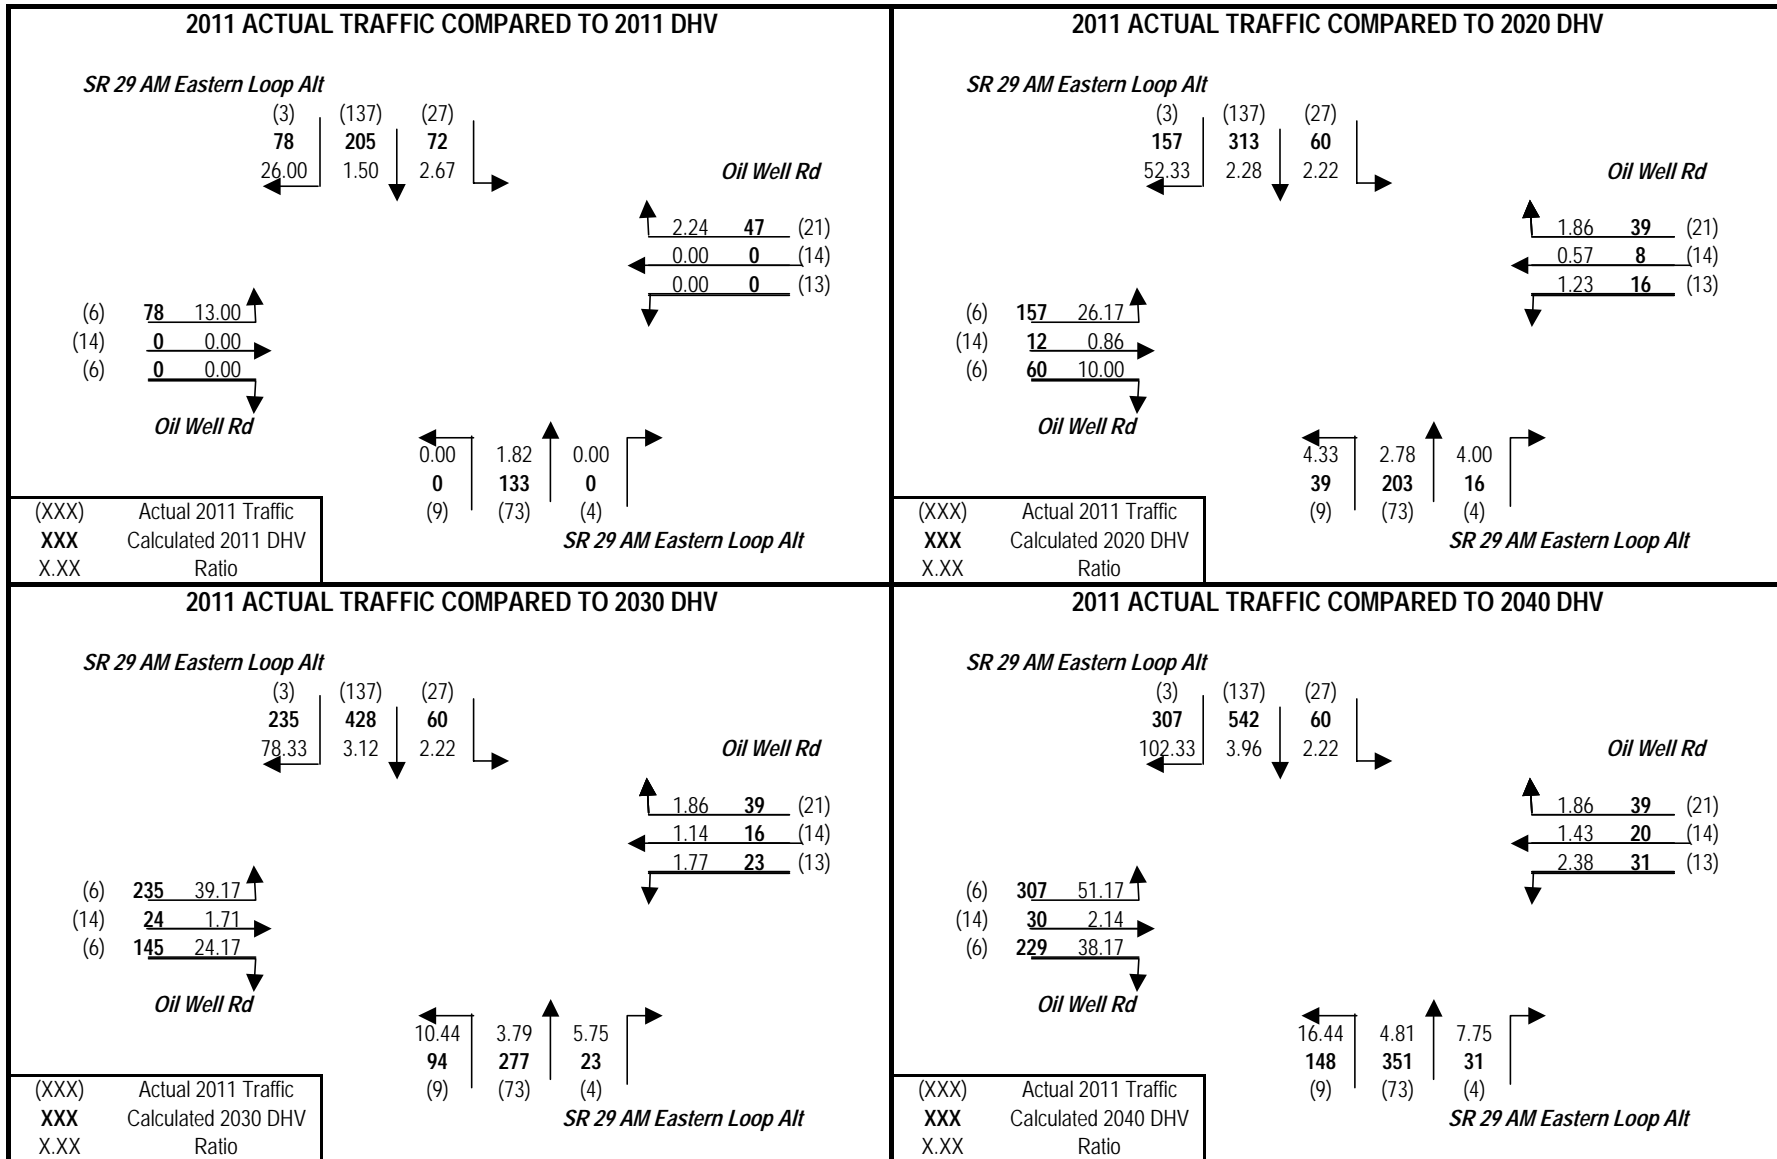 2011 ACTUAL TRAFFIC COMPARED TO 2011 DHV
SR 29 AM Eastern Loop Alt
(3) (137) (27)
78 205 72
26.00 1.50 2.67
Oil Well Rd
2.24 47 (21)
0.00 0 (14)
0.00 0 (13)
(6) 78 13.00
(14) 0 0.00
(6) 0 0.00
Oil Well Rd
0.00 1.82 0.00
0 133 0
(9) (73) (4)
SR 29 AM Eastern Loop Alt
(XXX) Actual 2011 Traffic
XXX Calculated 2011 DHV
X.XX Ratio
2011 ACTUAL TRAFFIC COMPARED TO 2020 DHV
SR 29 AM Eastern Loop Alt
(3) (137) (27)
157 313 60
52.33 2.28 2.22
Oil Well Rd
1.86 39 (21)
0.57 8 (14)
1.23 16 (13)
(6) 157 26.17
(14) 12 0.86
(6) 60 10.00
Oil Well Rd
4.33 2.78 4.00
39 203 16
(9) (73) (4)
SR 29 AM Eastern Loop Alt
(XXX) Actual 2011 Traffic
XXX Calculated 2020 DHV
X.XX Ratio
2011 ACTUAL TRAFFIC COMPARED TO 2030 DHV
SR 29 AM Eastern Loop Alt
(3) (137) (27)
235 428 60
78.33 3.12 2.22
Oil Well Rd
1.86 39 (21)
1.14 16 (14)
1.77 23 (13)
(6) 235 39.17
(14) 24 1.71
(6) 145 24.17
Oil Well Rd
10.44 3.79 5.75
94 277 23
(9) (73) (4)
SR 29 AM Eastern Loop Alt
(XXX) Actual 2011 Traffic
XXX Calculated 2030 DHV
X.XX Ratio
2011 ACTUAL TRAFFIC COMPARED TO 2040 DHV
SR 29 AM Eastern Loop Alt
(3) (137) (27)
307 542 60
102.33 3.96 2.22
Oil Well Rd
1.86 39 (21)
1.43 20 (14)
2.38 31 (13)
(6) 307 51.17
(14) 30 2.14
(6) 229 38.17
Oil Well Rd
16.44 4.81 7.75
148 351 31
(9) (73) (4)
SR 29 AM Eastern Loop Alt
(XXX) Actual 2011 Traffic
XXX Calculated 2040 DHV
X.XX Ratio